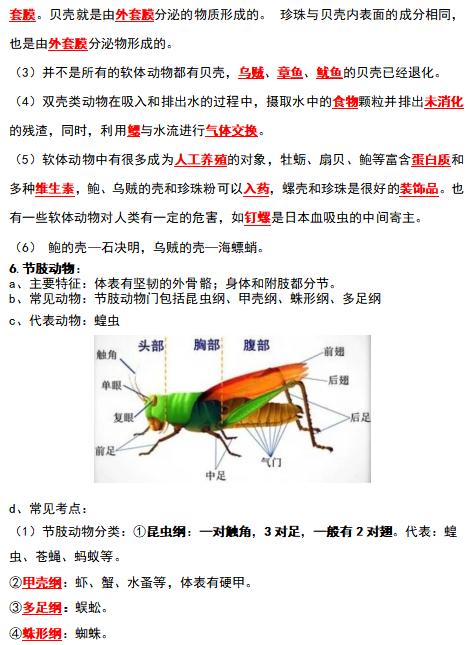 套膜。贝壳就是由外套膜分泌的物质形成的。 珍珠与贝壳内表面的成分相同，
也是由外套膜分泌物形成的。
（3）并不是所有的软体动物都有贝壳，乌贼、章鱼、鱿鱼的贝壳已经退化。
（4）双壳类动物在吸入和排出水的过程中，摄取水中的食物颗粒并排出未消化
的残渣，同时，利用鳃与水流进行气体交换。
（5）软体动物中有很多成为人工养殖的对象，牡蛎、扇贝、鲍等富含蛋白质和
多种维生素，鲍、乌贼的壳和珍珠粉可以入药，螺壳和珍珠是很好的装饰品。也
有一些软体动物对人类有一定的危害，如钉螺是日本血吸虫的中间寄主。
（6） 鲍的壳—石决明，乌贼的壳—海螵蛸。
6.节肢动物：
a、主要特征：体表有坚韧的外骨骼；身体和附肢都分节。
b、常见动物：节肢动物门包括昆虫纲、甲壳纲、蛛形纲、多足纲
c、代表动物：蝗虫
头部 胸部 腹部
触角
单眼
复眼
前足
中足
气门
前翅
后翅
后足
d、常见考点：
（1）节肢动物分类：①昆虫纲：一对触角，3 对足，一般有 2 对翅。代表：蝗
虫、苍蝇、蚂蚁等。
②甲壳纲：虾、蟹、水蚤等，体表有硬甲。
③多足纲：蜈蚣。
④蛛形纲：蜘蛛。